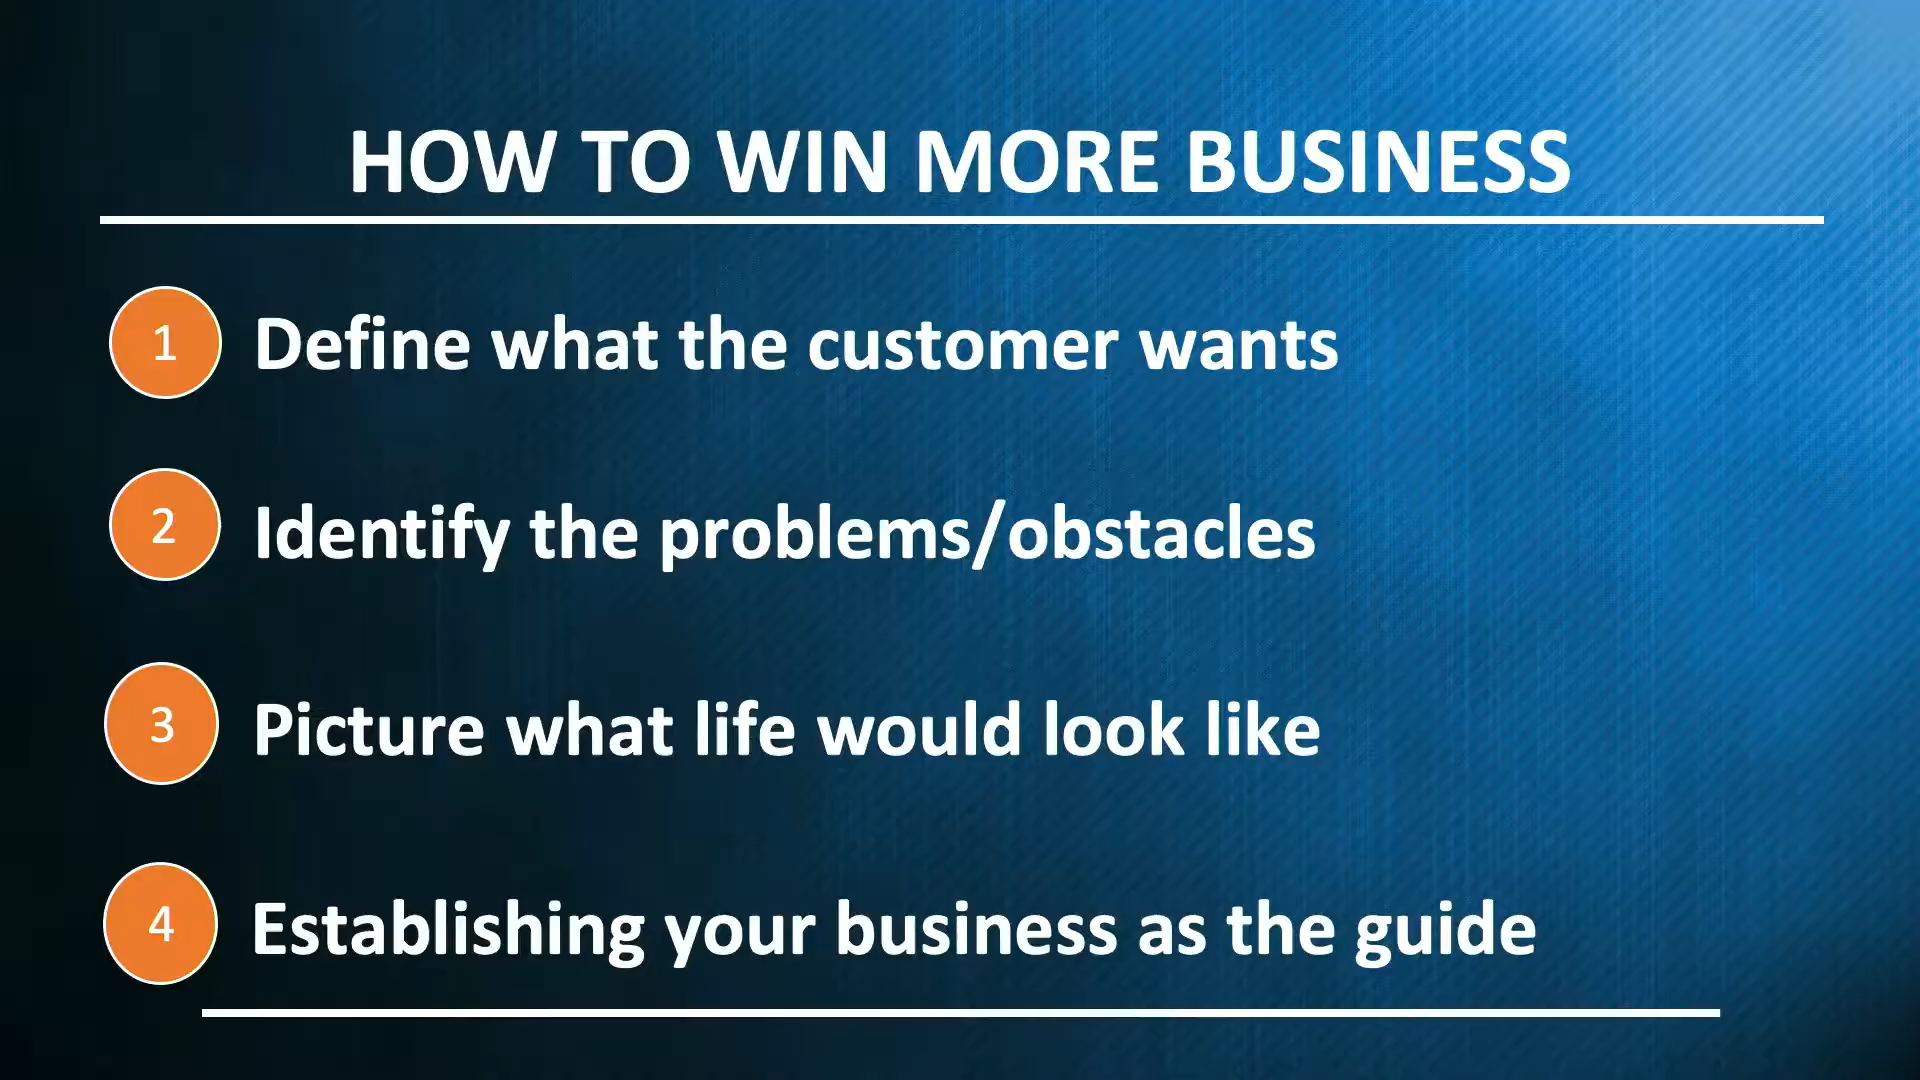 HOW TO WIN MORE BUSINESS
1 Define what the customer wants
2 Identify the problems/obstacles
3 Picture what life would look like
4 Establishing your business as the guide